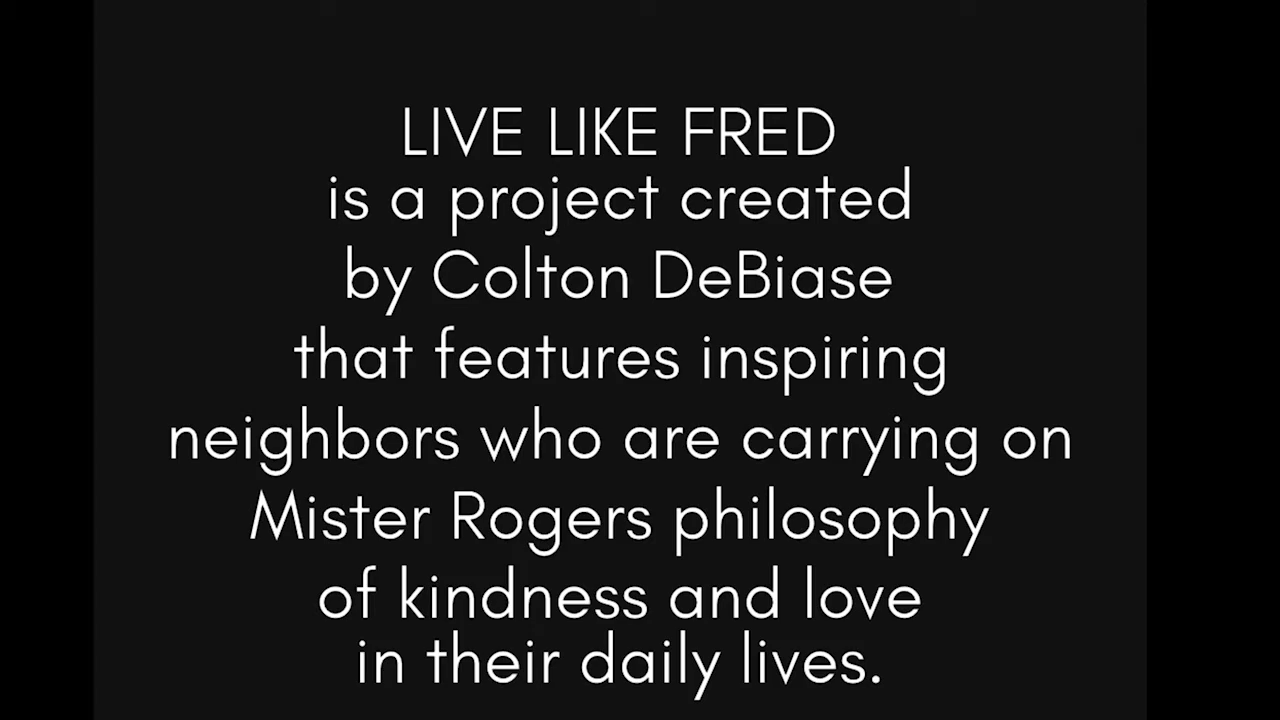 LIVE LIKE FRED
is a project created
by Colton DeBiase
that features inspiring
neighbors who are carrying on
Mister Rogers philosophy
of kindness and love
in their daily lives.